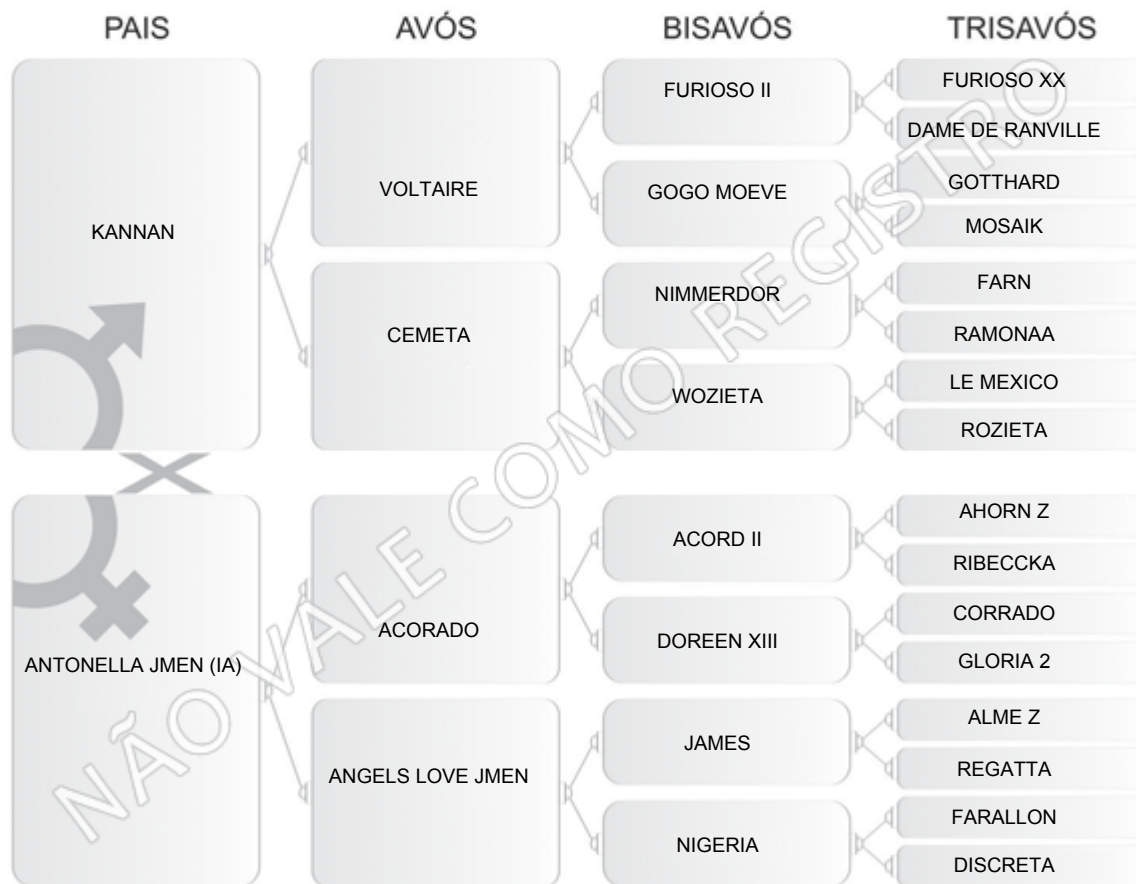 PAIS AVÓS BISAVÓS TRISAVÓS
KANNAN
VOLTAIRE
CEMETA
FURIOSO II
GOGO MOEVE
NIMMERDOR
WOZIETA
FURIOSO XX
DAME DE RANVILLE
GOTTHARD
MOSAIK
FARN
RAMONAA
LE MEXICO
ROZIETA
ANTONELLA JMEN (IA)
ACORADO
ANGELS LOVE JMEN
ACORD II
DOREEN XIII
JAMES
NIGERIA
AHORN Z
RIBECCKA
CORRADO
GLORIA 2
ALME Z
REGATTA
FARALLON
DISCRETA
NÃO VALE COMO REGISTRO